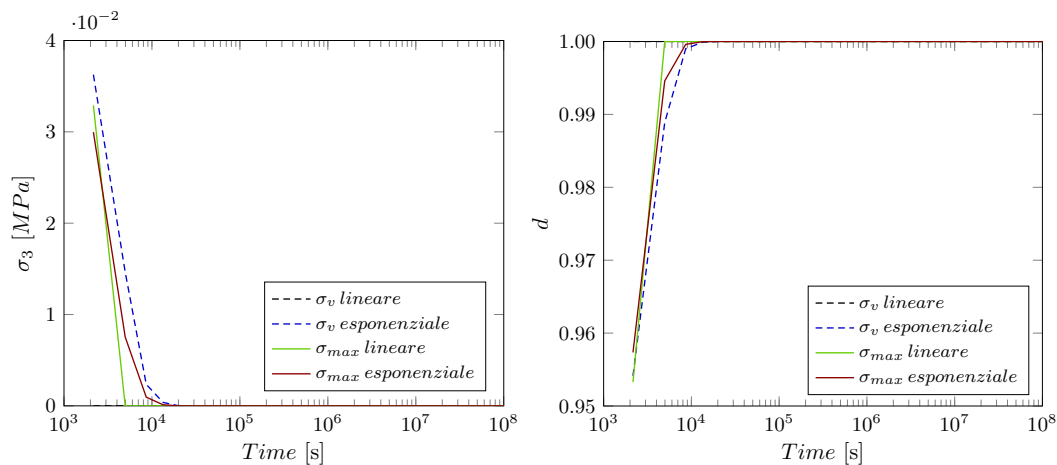 ·10⁻²
4
3
2
1
0
10³ 10⁴ 10⁵ 10⁶ 10⁷ 10⁸
Time [s]
σ₃ [MPa]
σᵥ lineare
σᵥ esponenziale
σₘₐₓ lineare
σₘₐₓ esponenziale
1.00
0.99
0.98
0.97
0.96
0.95
10³ 10⁴ 10⁵ 10⁶ 10⁷ 10⁸
Time [s]
d
σᵥ lineare
σᵥ esponenziale
σₘₐₓ lineare
σₘₐₓ esponenziale